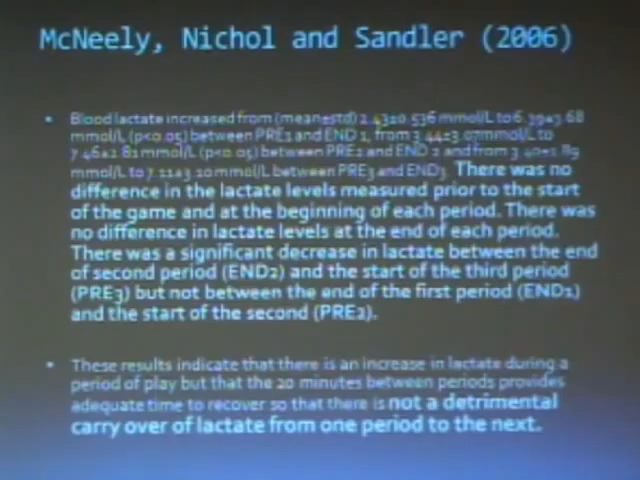 McNeely, Nichol and Sandler (2006)
• Blood lactate increased from (mean±std) 2.43±0.536 mmol/L to 6.39±3.68
mmol/L (p<0.05) between PRE1 and END 1, from 3.44±3.07mmol/L to
7.46±2.81 mmol/L (p<0.05) between PRE2 and END 2 and from 3.40±1.89
mmol/L to 7.11±3.10 mmol/L between PRE3 and END3. There was no
difference in the lactate levels measured prior to the start
of the game and at the beginning of each period. There was
no difference in lactate levels at the end of each period.
There was a significant decrease in lactate between the end
of second period (END2) and the start of the third period
(PRE3) but not between the end of the first period (END1)
and the start of the second (PRE2).
• These results indicate that there is an increase in lactate during a
period of play but that the 20 minutes between periods provides
adequate time to recover so that there is not a detrimental
carry over of lactate from one period to the next.